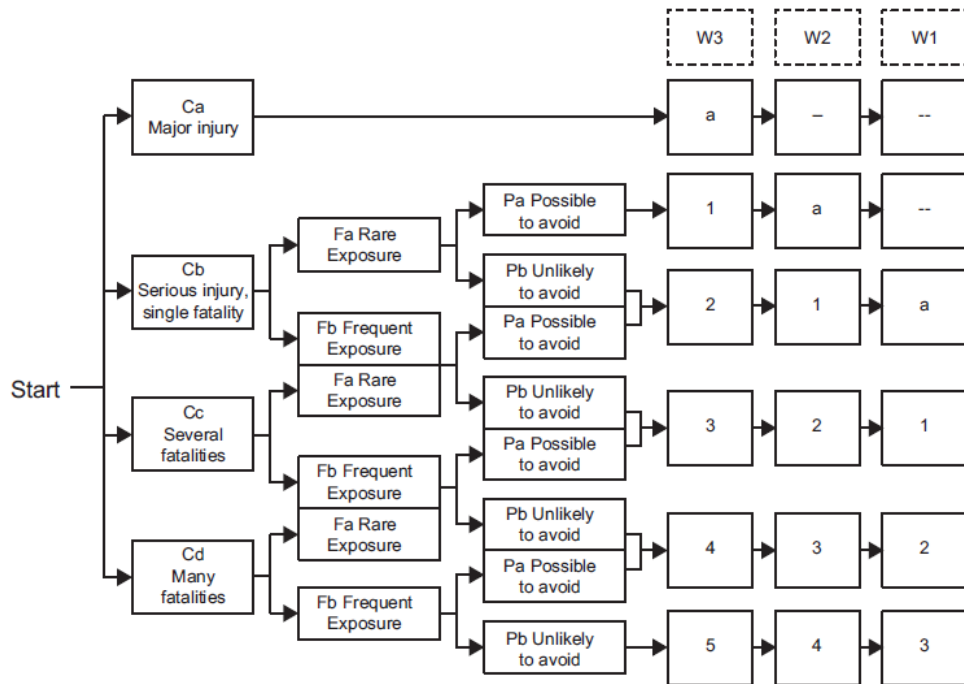 W3
W2
W1
Ca
Major injury
a
–
--
Pa Possible
to avoid
1
a
--
Fa Rare
Exposure
Cb
Serious injury,
single fatality
Pb Unlikely
to avoid
Pa Possible
to avoid
2
1
a
Fb Frequent
Exposure
Fa Rare
Exposure
Start
Cc
Several
fatalities
Pb Unlikely
to avoid
Pa Possible
to avoid
3
2
1
Fb Frequent
Exposure
Fa Rare
Exposure
Cd
Many
fatalities
Pb Unlikely
to avoid
Pa Possible
to avoid
4
3
2
Fb Frequent
Exposure
Pb Unlikely
to avoid
5
4
3